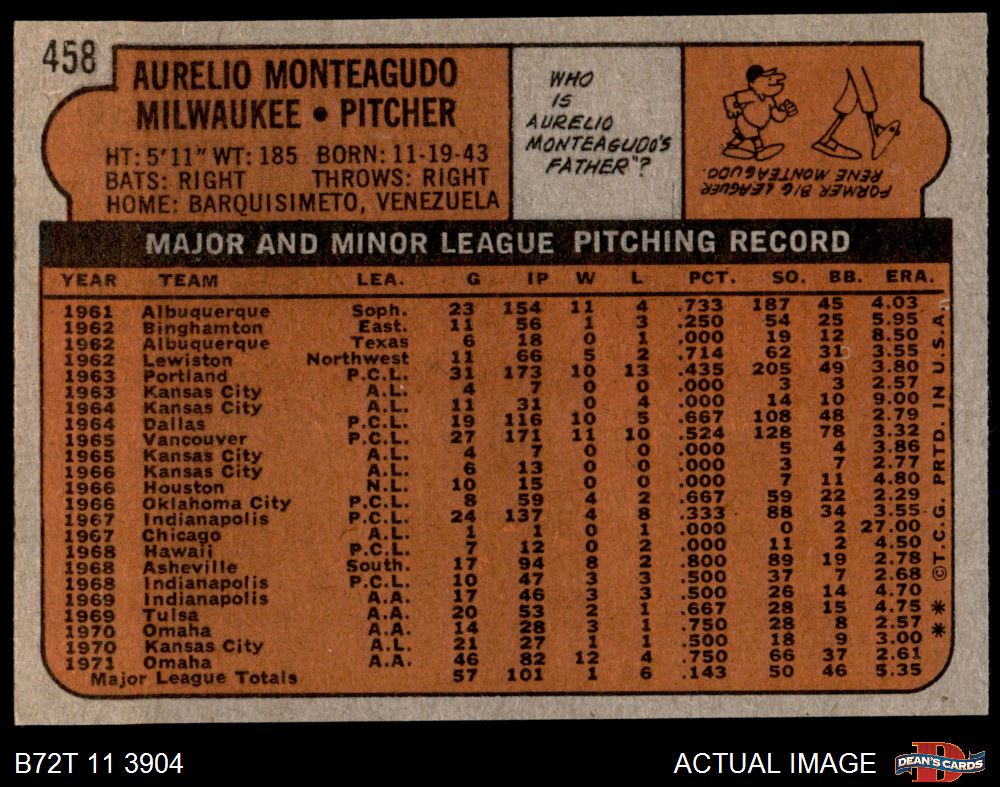 458
AURELIO MONTEAGUDO
MILWAUKEE • PITCHER
HT: 5'11" WT: 185 BORN: 11-19-43
BATS: RIGHT THROWS: RIGHT
HOME: BARQUISIMETO, VENEZUELA
WHO
IS
AURELIO
MONTEAGUDO'S
FATHER"?
FORMER BIG LEAGUER
RENE MONTEAGUDO.
MAJOR AND MINOR LEAGUE PITCHING RECORD
YEAR TEAM LEA. G IP W L PCT. SO. BB. ERA.
1961 Albuquerque Soph. 23 154 11 4 .733 187 45 4.03
1962 Binghamton East. 11 56 1 3 .250 54 25 5.95
1962 Albuquerque Texas 6 18 0 1 .000 19 12 8.50
1962 Lewiston Northwest 11 66 5 2 .714 62 31 3.55
1963 Portland P.C.L. 31 173 10 13 .435 205 49 3.80
1963 Kansas City A.L. 4 7 0 0 .000 3 3 2.57
1964 Kansas City A.L. 11 31 0 4 .000 14 10 9.00
1964 Dallas P.C.L. 19 116 10 5 .667 108 48 2.79
1965 Vancouver P.C.L. 27 171 11 10 .524 128 78 3.32
1965 Kansas City A.L. 4 7 0 0 .000 5 4 3.86
1966 Kansas City A.L. 6 13 0 0 .000 3 7 2.77
1966 Houston N.L. 10 15 0 0 .000 7 11 4.80
1966 Oklahoma City P.C.L. 8 59 4 2 .667 59 22 2.29
1967 Indianapolis P.C.L. 24 137 4 8 .333 88 34 3.55
1967 Chicago A.L. 1 1 0 1 .000 0 2 27.00
1968 Hawaii P.C.L. 7 12 0 2 .000 11 2 4.50
1968 Asheville South. 17 94 8 2 .800 89 19 2.78
1968 Indianapolis P.C.L. 10 47 3 3 .500 37 7 2.68
1969 Indianapolis A.A. 17 46 3 3 .500 26 14 4.70
1969 Tulsa A.A. 20 53 2 1 .667 28 15 4.75
1970 Omaha A.A. 14 28 3 1 .750 28 8 2.57
1970 Kansas City A.L. 21 27 1 1 .500 18 9 3.00
1971 Omaha A.A. 46 82 12 4 .750 66 37 2.61
Major League Totals 57 101 1 6 .143 50 46 5.35
* * ©T.C.G. PRTD. IN U.S.A.
B72T 11 3904
ACTUAL IMAGE
D
DEAN'S CARDS